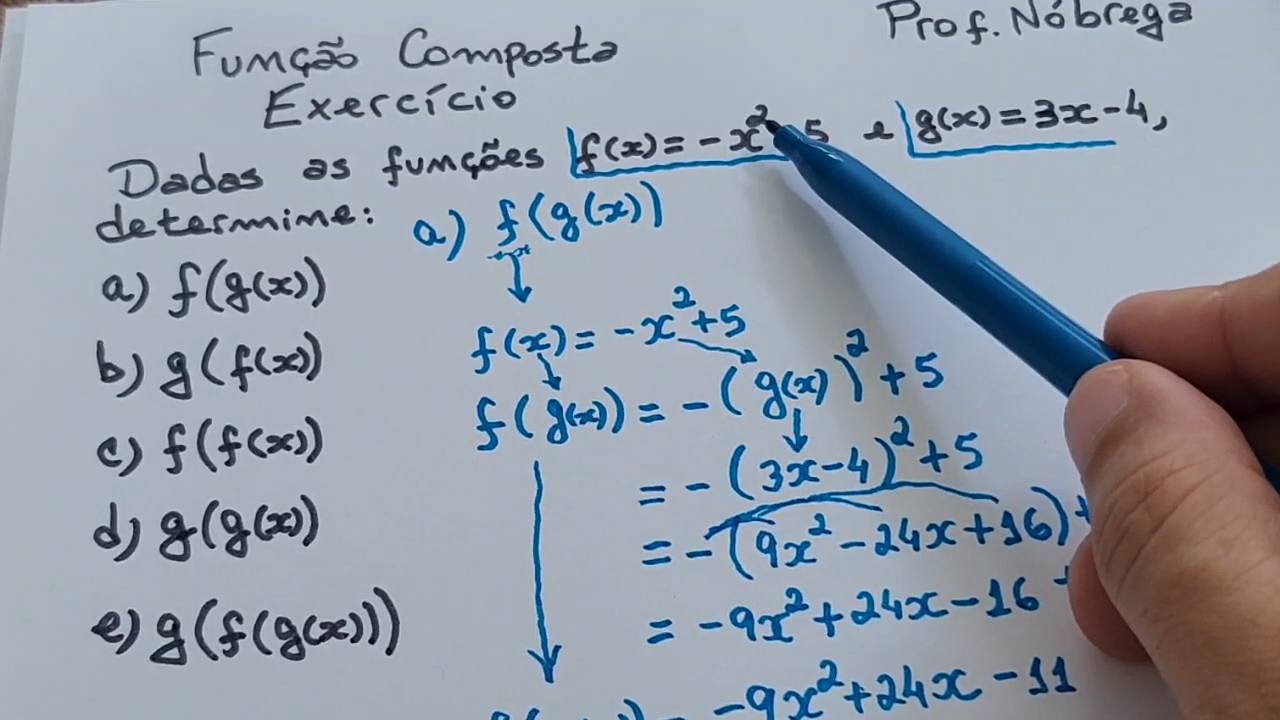 Função Composta
Prof. Nóbrega
Exercício
Dadas as funções f(x) = -x² 5 e g(x) = 3x - 4,
determine:
a) f(g(x))
b) g(f(x))
c) f(f(x))
d) g(g(x))
e) g(f(g(x)))
a) f(g(x))
f(x) = -x² + 5
f(g(x)) = -(g(x))² + 5
= -(3x - 4)² + 5
= -(9x² - 24x + 16) +
= -9x² + 24x - 16 +
-9x² + 24x - 11